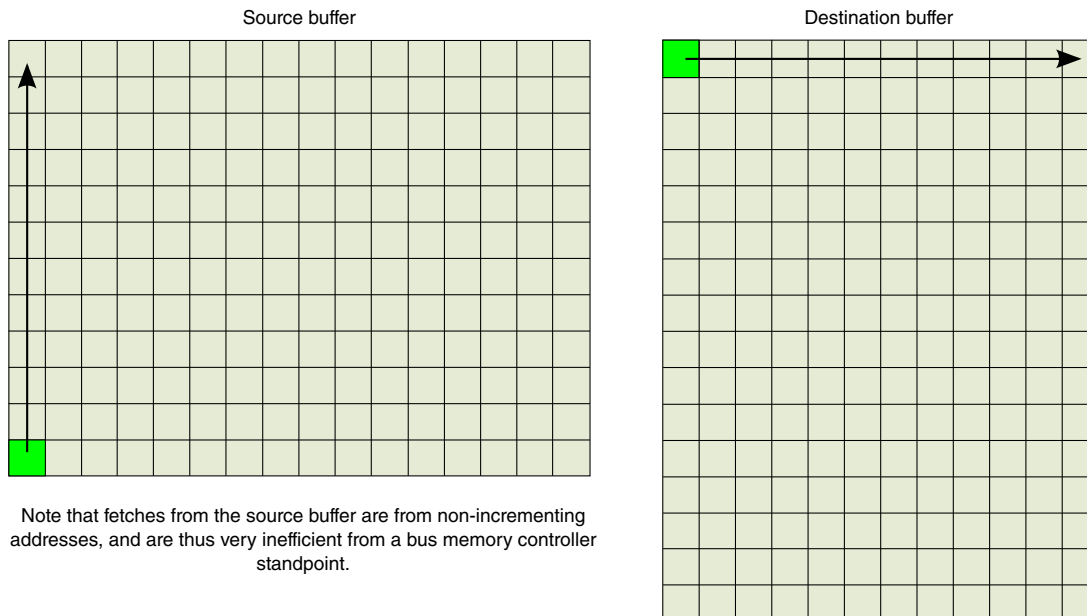 Source buffer
Destination buffer
Note that fetches from the source buffer are from non-incrementing
addresses, and are thus very inefficient from a bus memory controller
standpoint.